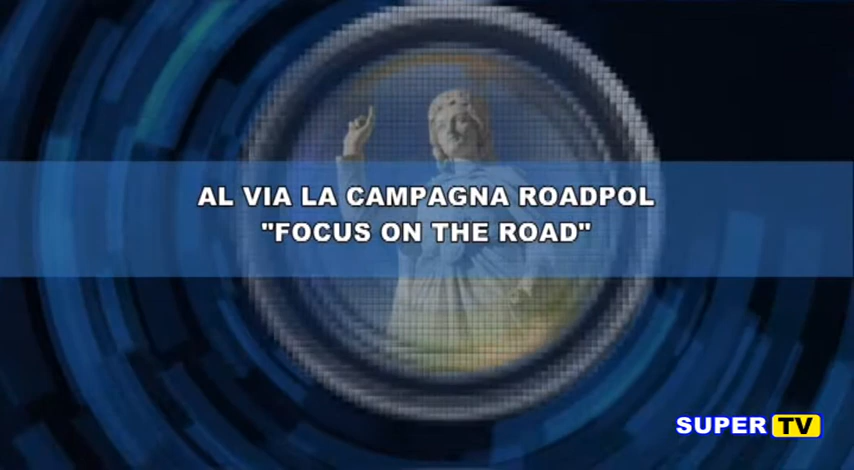 AL VIA LA CAMPAGNA ROADPOL
"FOCUS ON THE ROAD"
SUPER TV